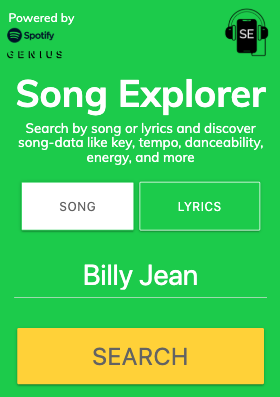 Powered by
Spotify
GENIUS
SE
Song Explorer
Search by song or lyrics and discover
song-data like key, tempo, danceability,
energy, and more
SONG
LYRICS
Billy Jean
SEARCH